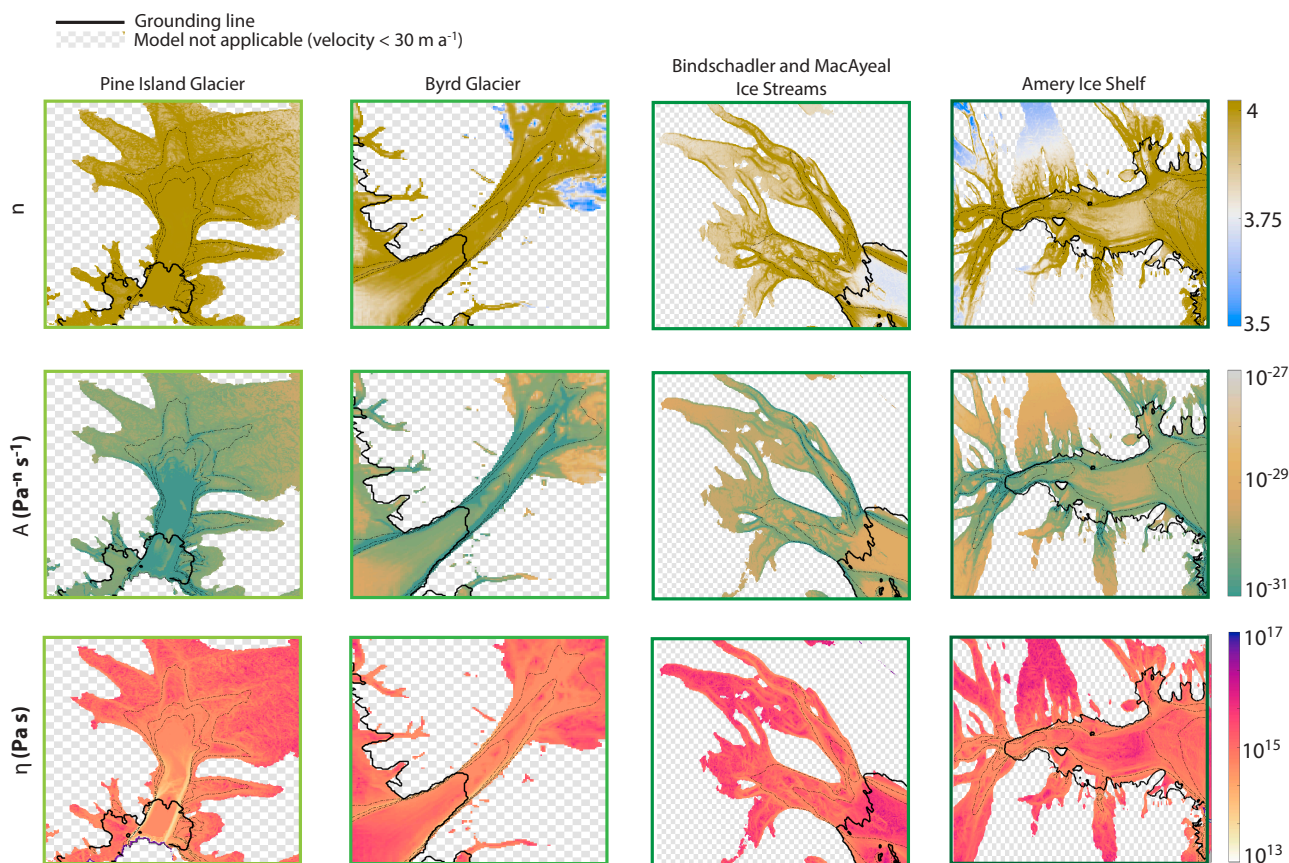 Grounding line
Model not applicable (velocity < 30 m a⁻¹)
Pine Island Glacier
Byrd Glacier
Bindschadler and MacAyeal
Ice Streams
Amery Ice Shelf
n
4
3.75
3.5
A (Pa⁻ⁿ s⁻¹)
10⁻²⁷
10⁻²⁹
10⁻³¹
η (Pa s)
10¹⁷
10¹⁵
10¹³